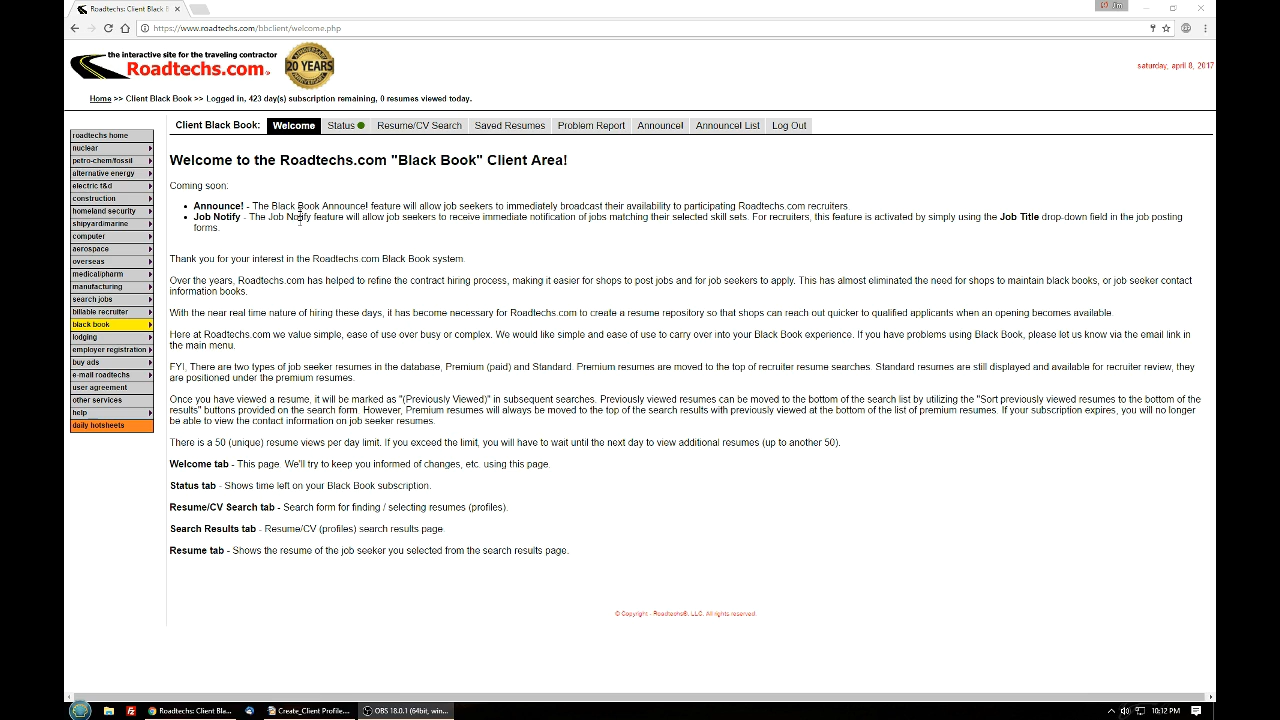 Roadtechs: Client Black B
Jim
https://www.roadtechs.com/bbclient/welcome.php
the interactive site for the traveling contractor
Roadtechs.com
ANNIVERSARY
20 YEARS
saturday, april 8, 2017
Home >> Client Black Book >> Logged in, 423 day(s) subscription remaining, 0 resumes viewed today.
Client Black Book: Welcome Status Resume/CV Search Saved Resumes Problem Report Announce! Announce! List Log Out
roadtechs home
nuclear
petro-chem/fossil
alternative energy
electric t&d
construction
homeland security
shipyard/marine
computer
aerospace
overseas
medical/pharm
manufacturing
search jobs
billable recruiter
black book
lodging
employer registration
buy ads
e-mail roadtechs
user agreement
other services
help
daily hotsheets
Welcome to the Roadtechs.com "Black Book" Client Area!
Coming soon:
• Announce! - The Black Book Announce! feature will allow job seekers to immediately broadcast their availability to participating Roadtechs.com recruiters.
• Job Notify - The Job Notify feature will allow job seekers to receive immediate notification of jobs matching their selected skill sets. For recruiters, this feature is activated by simply using the Job Title drop-down field in the job posting
forms.
Thank you for your interest in the Roadtechs.com Black Book system.
Over the years, Roadtechs.com has helped to refine the contract hiring process, making it easier for shops to post jobs and for job seekers to apply. This has almost eliminated the need for shops to maintain black books, or job seeker contact
information books.
With the near real time nature of hiring these days, it has become necessary for Roadtechs.com to create a resume repository so that shops can reach out quicker to qualified applicants when an opening becomes available.
Here at Roadtechs.com we value simple, ease of use over busy or complex. We would like simple and ease of use to carry over into your Black Book experience. If you have problems using Black Book, please let us know via the email link in
the main menu.
FYI, There are two types of job seeker resumes in the database, Premium (paid) and Standard. Premium resumes are moved to the top of recruiter resume searches. Standard resumes are still displayed and available for recruiter review, they
are positioned under the premium resumes.
Once you have viewed a resume, it will be marked as "(Previously Viewed)" in subsequent searches. Previously viewed resumes can be moved to the bottom of the search list by utilizing the "Sort previously viewed resumes to the bottom of the
results" buttons provided on the search form. However, Premium resumes will always be moved to the top of the search results with previously viewed at the bottom of the list of premium resumes. If your subscription expires, you will no longer
be able to view the contact information on job seeker resumes.
There is a 50 (unique) resume views per day limit. If you exceed the limit, you will have to wait until the next day to view additional resumes (up to another 50).
Welcome tab - This page. We'll try to keep you informed of changes, etc. using this page.
Status tab - Shows time left on your Black Book subscription.
Resume/CV Search tab - Search form for finding / selecting resumes (profiles).
Search Results tab - Resume/CV (profiles) search results page.
Resume tab - Shows the resume of the job seeker you selected from the search results page.
© Copyright - Roadtechs®, LLC. All rights reserved.
Roadtechs: Client Bla... Create_Client Profile.... OBS 18.0.1 (64bit, win... 10:12 PM